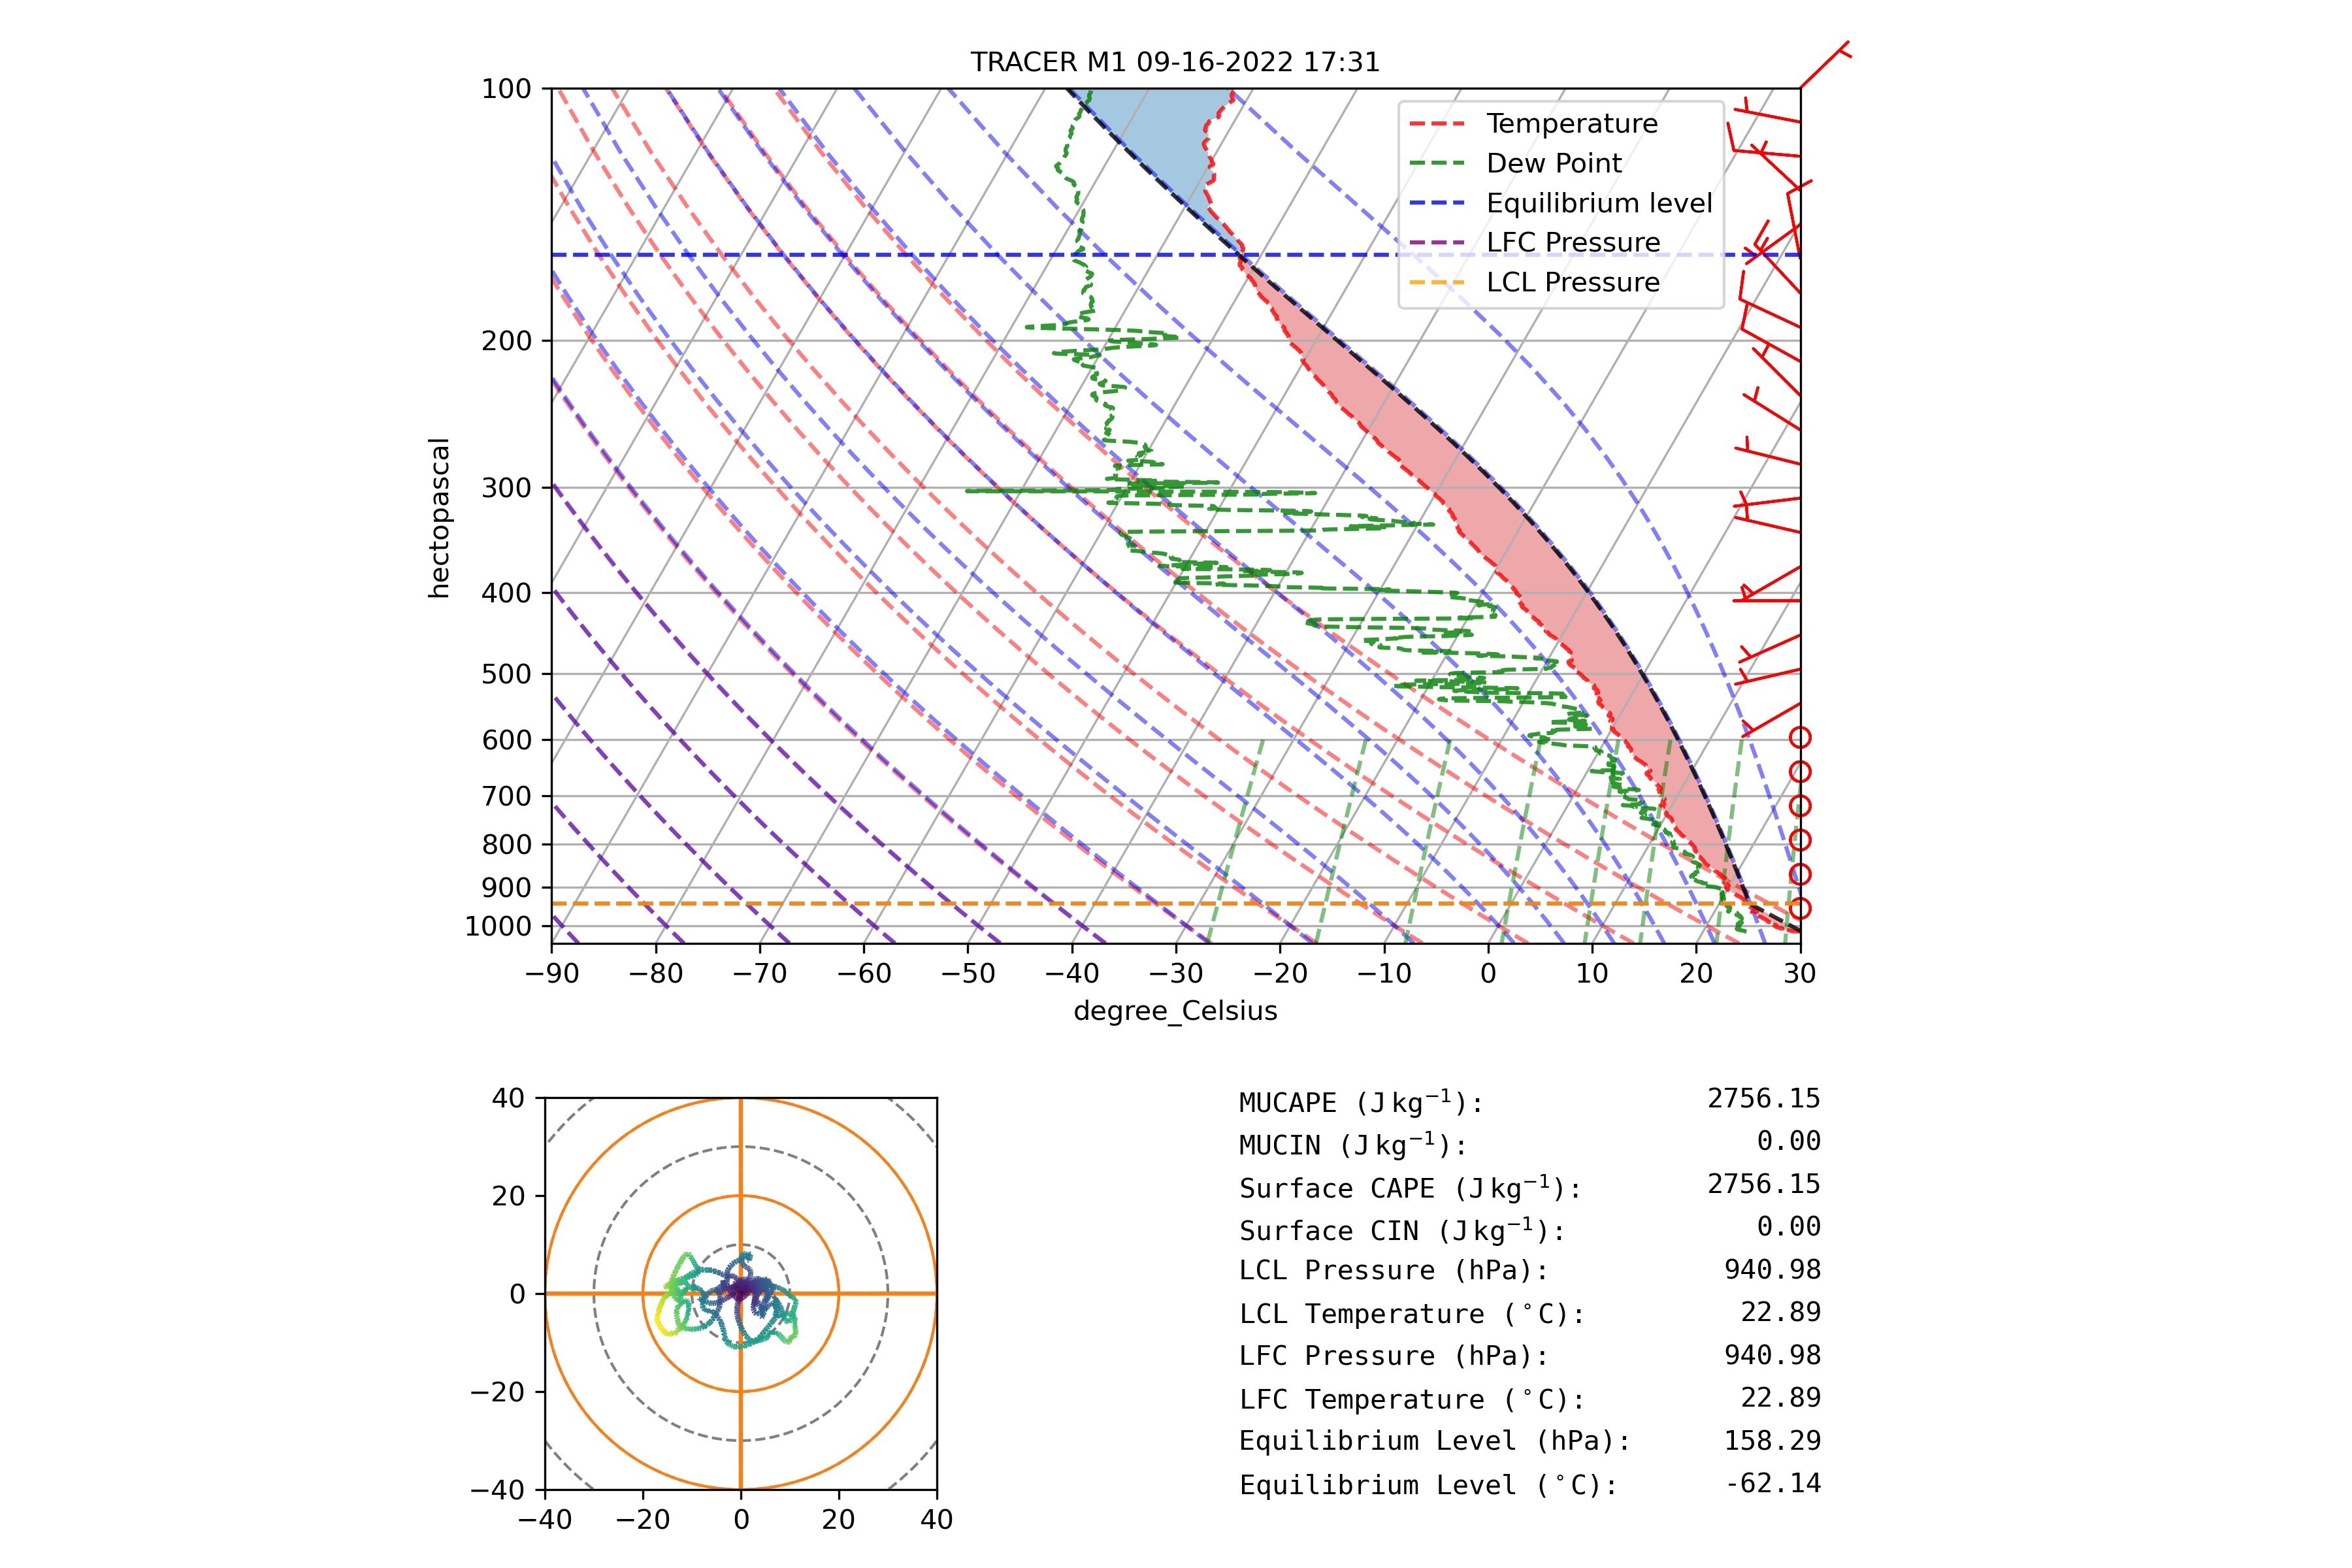 TRACER M1 09-16-2022 17:31
100
200
300
400
500
600
700
800
900
1000
hectopascal
Temperature
Dew Point
Equilibrium level
LFC Pressure
LCL Pressure
−90 −80 −70 −60 −50 −40 −30 −20 −10 0 10 20 30
degree_Celsius
40
20
0
−20
−40
−40 −20 0 20 40
MUCAPE (J kg⁻¹): 2756.15
MUCIN (J kg⁻¹): 0.00
Surface CAPE (J kg⁻¹): 2756.15
Surface CIN (J kg⁻¹): 0.00
LCL Pressure (hPa): 940.98
LCL Temperature (°C): 22.89
LFC Pressure (hPa): 940.98
LFC Temperature (°C): 22.89
Equilibrium Level (hPa): 158.29
Equilibrium Level (°C): -62.14